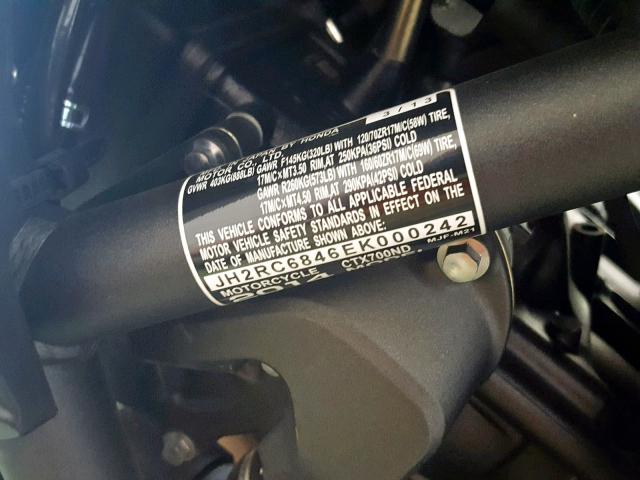 3/13
IN JAPAN BY HONDA
MOTOR CO., LTD.
GVWR 403KG(888LB) GAWR F145KG(320LB) WITH 120/70ZR17M/C(58W) TIRE,
17M/C×MT3.50 RIM.AT 250KPA(36PSI) COLD
GAWR R260KG(573LB) WITH 160/60ZR17M/C(69W) TIRE,
17M/C×MT4.50 RIM.AT 290KPA(42PSI) COLD
THIS VEHICLE CONFORMS TO ALL APPLICABLE FEDERAL
MOTOR VEHICLE SAFETY STANDARDS IN EFFECT ON THE
DATE OF MANUFACTURE SHOWN ABOVE:
JH2RC6846EK000242
MOTORCYCLE CTX700ND MJF-M21
2014